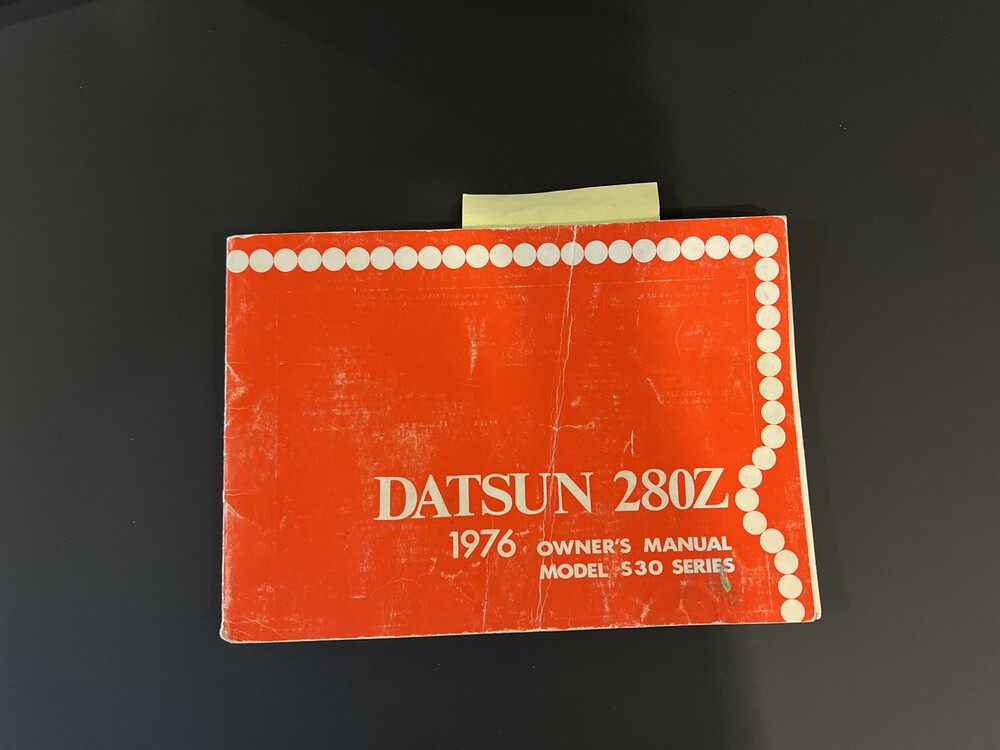 DATSUN 280Z
1976 OWNER'S MANUAL
MODEL S30 SERIES